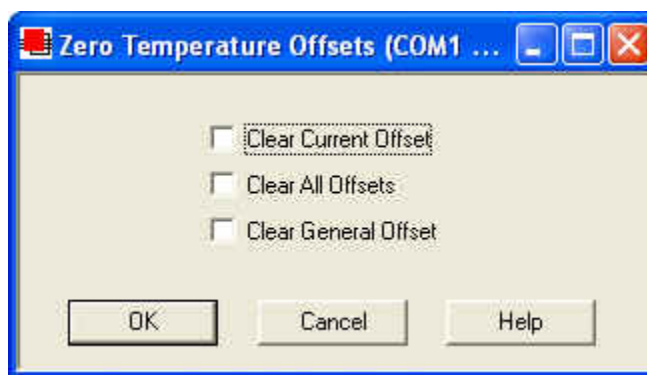 Zero Temperature Offsets (COM1 ...
Clear Current Offset
Clear All Offsets
Clear General Offset
OK Cancel Help